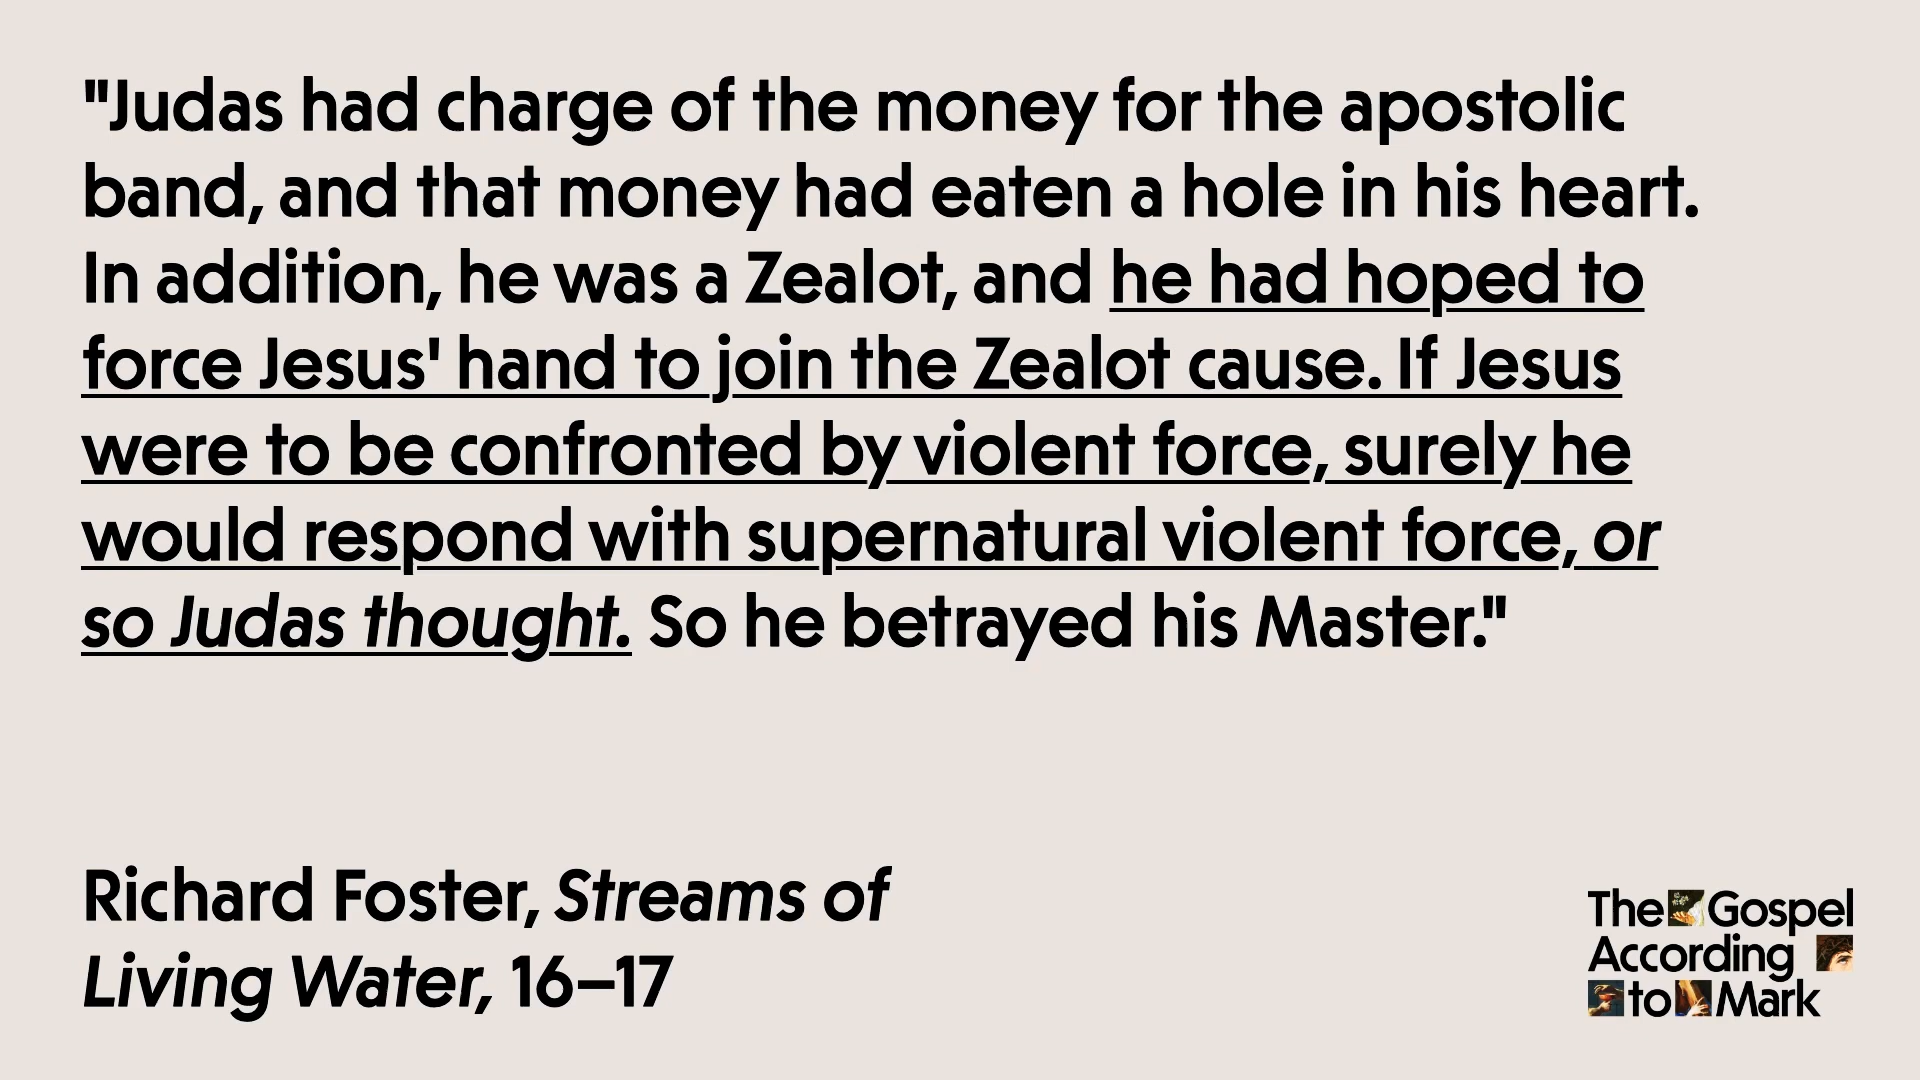 "Judas had charge of the money for the apostolic
band, and that money had eaten a hole in his heart.
In addition, he was a Zealot, and he had hoped to
force Jesus' hand to join the Zealot cause. If Jesus
were to be confronted by violent force, surely he
would respond with supernatural violent force, or
so Judas thought. So he betrayed his Master."
Richard Foster, Streams of
Living Water, 16–17
The Gospel
According
to Mark